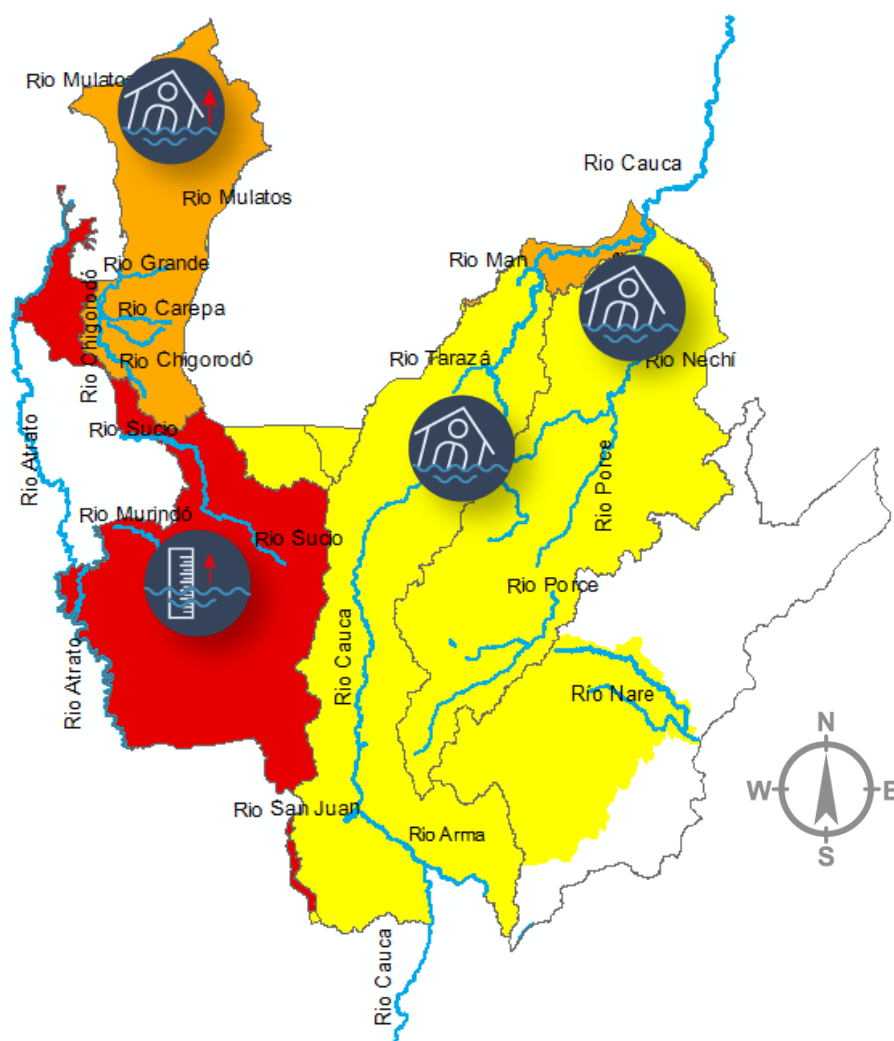 Rio Mulatos
Rio Cauca
Rio Mulatos
Rio Man
Rio Grande
Rio Carepa
Rio Chigorodó
Rio Chigorodó
Rio Tarazá
Rio Nechí
Rio Sucio
Rio Atrato
Rio Porce
Rio Murindó
Rio Sucio
Rio Porce
Rio Cauca
Rio Atrato
Río Nare
N
W
E
S
Rio San Juan
Rio Arma
Rio Cauca